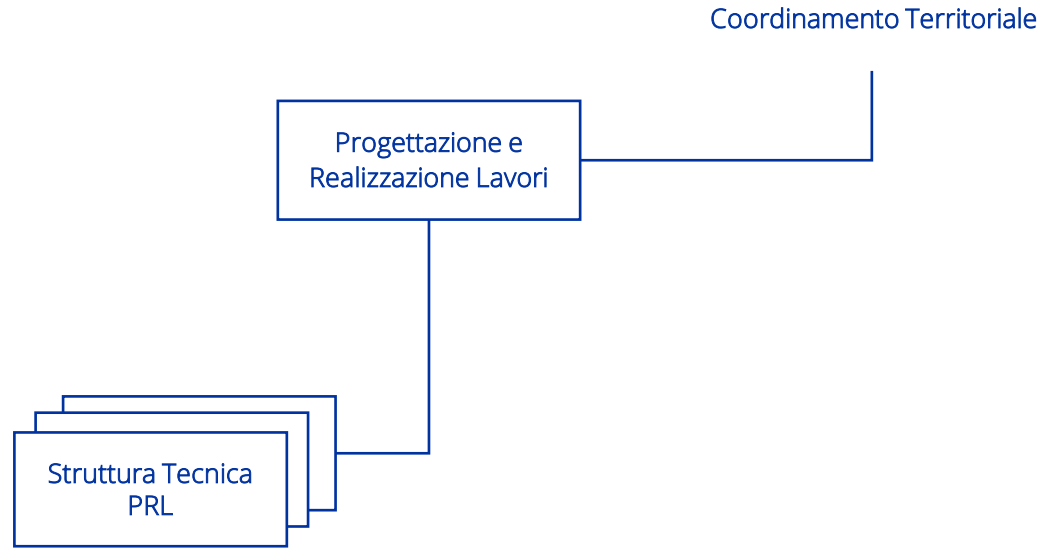 Coordinamento Territoriale
Progettazione e
Realizzazione Lavori
Struttura Tecnica
PRL